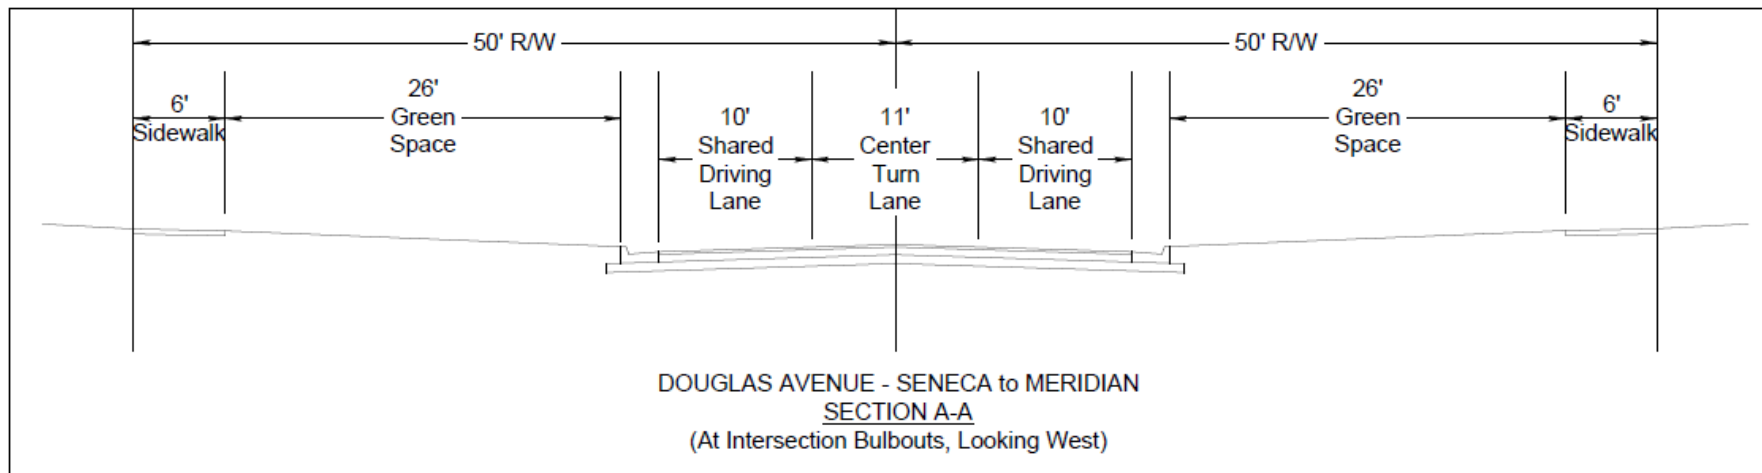 50' R/W
50' R/W
6'
Sidewalk
26'
Green
Space
10'
Shared
Driving
Lane
11'
Center
Turn
Lane
10'
Shared
Driving
Lane
26'
Green
Space
6'
Sidewalk
DOUGLAS AVENUE - SENECA to MERIDIAN
SECTION A-A
(At Intersection Bulbouts, Looking West)